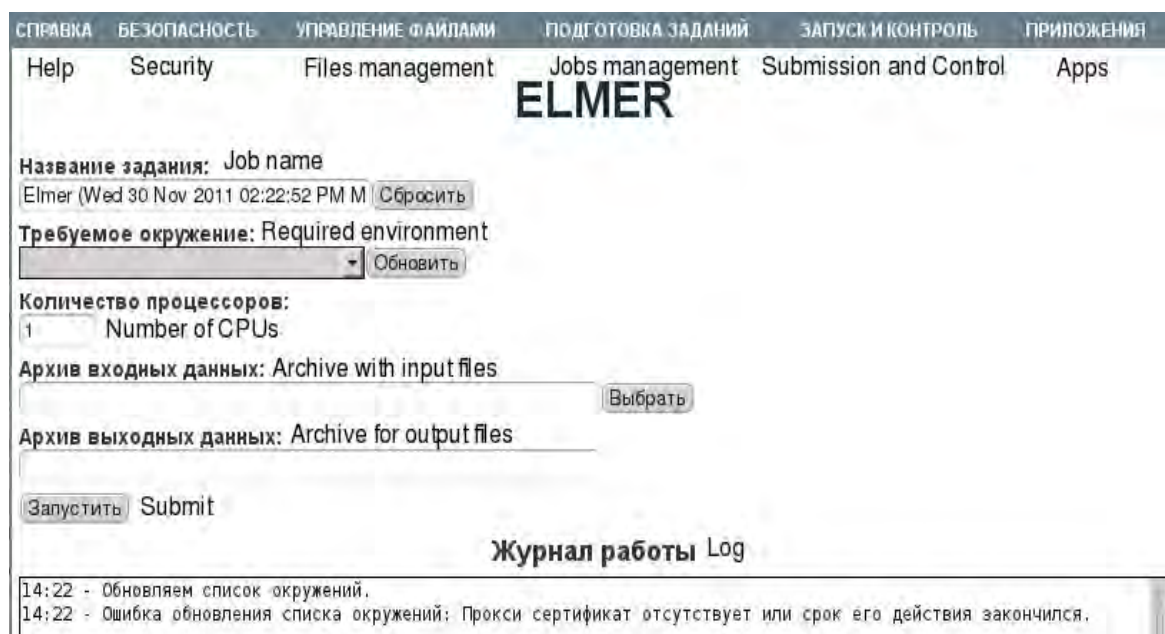 СПРАВКА БЕЗОПАСНОСТЬ УПРАВЛЕНИЕ ФАЙЛАМИ ПОДГОТОВКА ЗАДАНИЙ ЗАПУСК И КОНТРОЛЬ ПРИЛОЖЕНИЯ
Help Security Files management Jobs management Submission and Control Apps
ELMER
Название задания: Job name
Elmer (Wed 30 Nov 2011 02:22:52 PM M Сбросить
Требуемое окружение: Required environment
Обновить
Количество процессоров:
1 Number of CPUs
Архив входных данных: Archive with input files
Выбрать
Архив выходных данных: Archive for output files
Запустить Submit
Журнал работы Log
14:22 - Обновляем список окружений.
14:22 - Ошибка обновления списка окружений: Прокси сертификат отсутствует или срок его действия закончился.